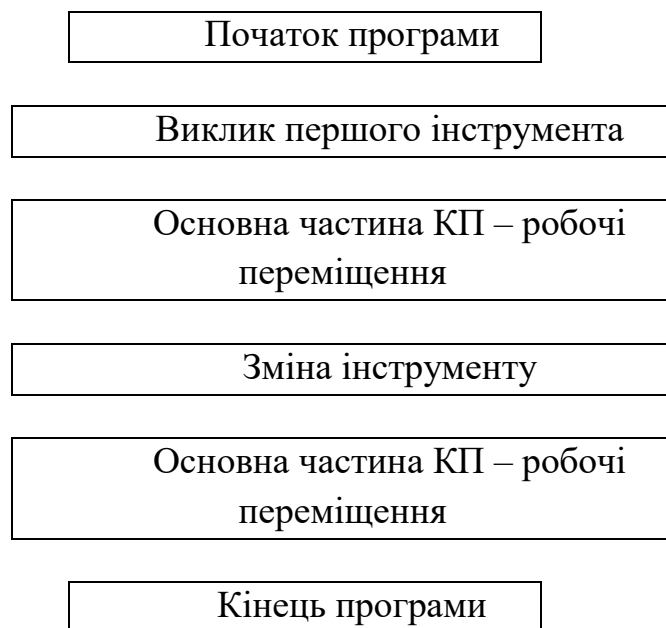 Початок програми
Виклик першого інструмента
Основна частина КП – робочі
переміщення
Зміна інструменту
Основна частина КП – робочі
переміщення
Кінець програми